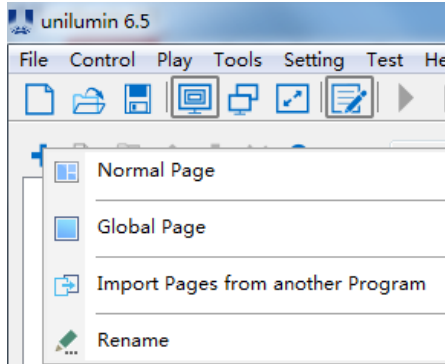 unilumin 6.5
File Control Play Tools Setting Test He
Normal Page
Global Page
Import Pages from another Program
Rename